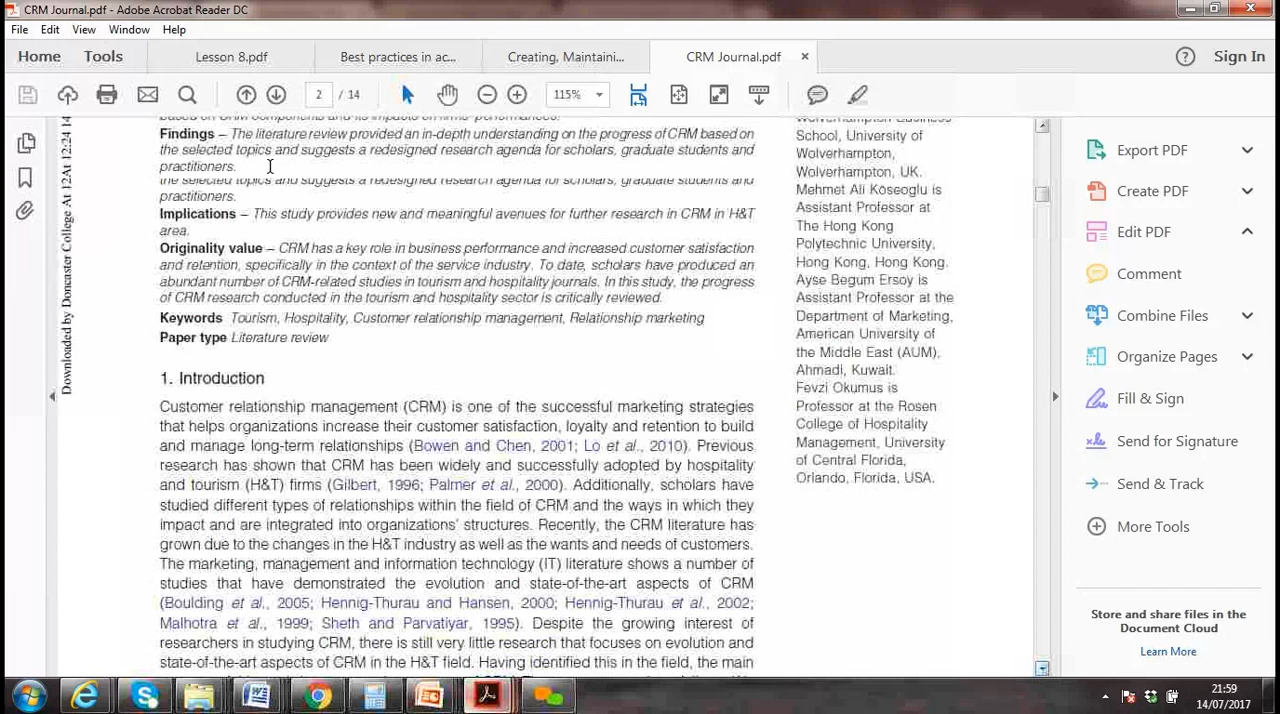 CRM Journal.pdf - Adobe Acrobat Reader DC
File Edit View Window Help
Home Tools Lesson 8.pdf Best practices in ac... Creating, Maintaini... CRM Journal.pdf × ? Sign In
2 / 14 115%
Downloaded by Doncaster College At 12At 12:24 14
Findings – The literature review provided an in-depth understanding on the progress of CRM based on
the selected topics and suggests a redesigned research agenda for scholars, graduate students and
practitioners.
the selected topics and suggests a redesigned research agenda for scholars, graduate students and
practitioners.
Implications – This study provides new and meaningful avenues for further research in CRM in H&T
area.
Originality value – CRM has a key role in business performance and increased customer satisfaction
and retention, specifically in the context of the service industry. To date, scholars have produced an
abundant number of CRM-related studies in tourism and hospitality journals. In this study, the progress
of CRM research conducted in the tourism and hospitality sector is critically reviewed.
Keywords Tourism, Hospitality, Customer relationship management, Relationship marketing
Paper type Literature review
1. Introduction
Customer relationship management (CRM) is one of the successful marketing strategies
that helps organizations increase their customer satisfaction, loyalty and retention to build
and manage long-term relationships (Bowen and Chen, 2001; Lo et al., 2010). Previous
research has shown that CRM has been widely and successfully adopted by hospitality
and tourism (H&T) firms (Gilbert, 1996; Palmer et al., 2000). Additionally, scholars have
studied different types of relationships within the field of CRM and the ways in which they
impact and are integrated into organizations' structures. Recently, the CRM literature has
grown due to the changes in the H&T industry as well as the wants and needs of customers.
The marketing, management and information technology (IT) literature shows a number of
studies that have demonstrated the evolution and state-of-the-art aspects of CRM
(Boulding et al., 2005; Hennig-Thurau and Hansen, 2000; Hennig-Thurau et al., 2002;
Malhotra et al., 1999; Sheth and Parvatiyar, 1995). Despite the growing interest of
researchers in studying CRM, there is still very little research that focuses on evolution and
state-of-the-art aspects of CRM in the H&T field. Having identified this in the field, the main
Wolverhampton Business
School, University of
Wolverhampton,
Wolverhampton, UK.
Mehmet Ali Köseoglu is
Assistant Professor at
The Hong Kong
Polytechnic University,
Hong Kong, Hong Kong.
Ayse Begum Ersoy is
Assistant Professor at the
Department of Marketing,
American University of
the Middle East (AUM),
Ahmadi, Kuwait.
Fevzi Okumus is
Professor at the Rosen
College of Hospitality
Management, University
of Central Florida,
Orlando, Florida, USA.
Export PDF
Create PDF
Edit PDF
Comment
Combine Files
Organize Pages
Fill & Sign
Send for Signature
Send & Track
More Tools
Store and share files in the
Document Cloud
Learn More
21:59
14/07/2017